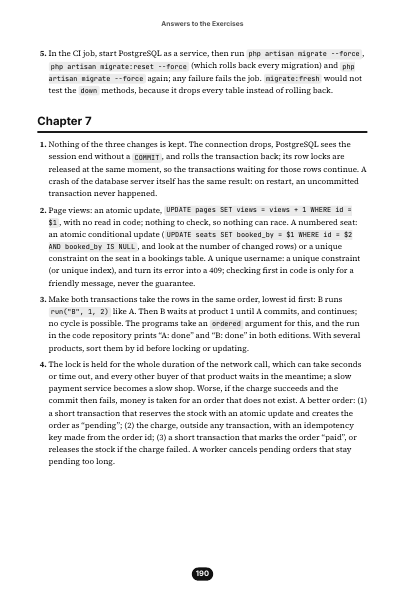 Answers to the Exercises
5. In the CI job, start PostgreSQL as a service, then run php artisan migrate --force,
php artisan migrate:reset --force (which rolls back every migration) and php
artisan migrate --force again; any failure fails the job. migrate:fresh would not
test the down methods, because it drops every table instead of rolling back.
Chapter 7
1. Nothing of the three changes is kept. The connection drops, PostgreSQL sees the
session end without a COMMIT, and rolls the transaction back; its row locks are
released at the same moment, so the transactions waiting for those rows continue. A
crash of the database server itself has the same result: on restart, an uncommitted
transaction never happened.
2. Page views: an atomic update, UPDATE pages SET views = views + 1 WHERE id =
$1, with no read in code; nothing to check, so nothing can race. A numbered seat:
an atomic conditional update (UPDATE seats SET booked_by = $1 WHERE id = $2
AND booked_by IS NULL, and look at the number of changed rows) or a unique
constraint on the seat in a bookings table. A unique username: a unique constraint
(or unique index), and turn its error into a 409; checking first in code is only for a
friendly message, never the guarantee.
3. Make both transactions take the rows in the same order, lowest id first: B runs
run("B", 1, 2) like A. Then B waits at product 1 until A commits, and continues;
no cycle is possible. The programs take an ordered argument for this, and the run
in the code repository prints “A: done” and “B: done” in both editions. With several
products, sort them by id before locking or updating.
4. The lock is held for the whole duration of the network call, which can take seconds
or time out, and every other buyer of that product waits in the meantime; a slow
payment service becomes a slow shop. Worse, if the charge succeeds and the
commit then fails, money is taken for an order that does not exist. A better order: (1)
a short transaction that reserves the stock with an atomic update and creates the
order as “pending”; (2) the charge, outside any transaction, with an idempotency
key made from the order id; (3) a short transaction that marks the order “paid”, or
releases the stock if the charge failed. A worker cancels pending orders that stay
pending too long.
190